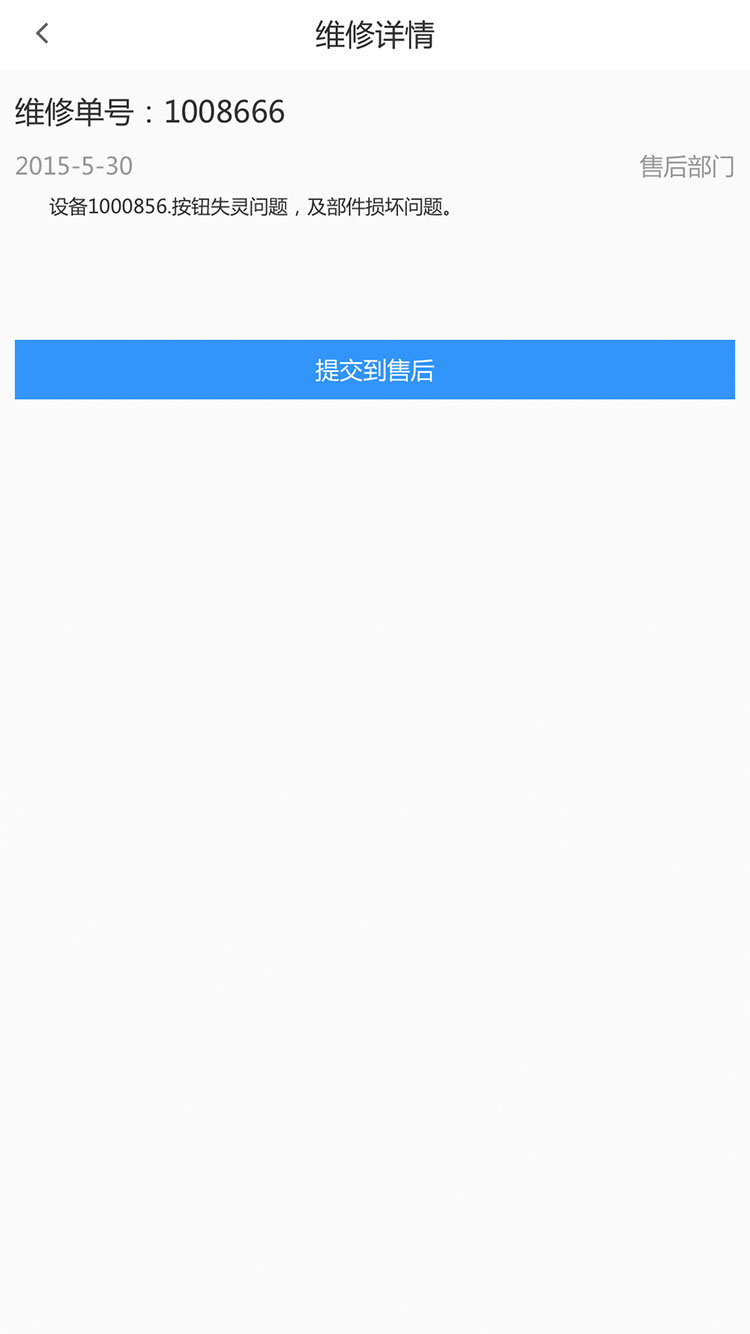 维修详情
维修单号：1008666
2015-5-30 售后部门
设备1000856.按钮失灵问题，及部件损坏问题。
提交到售后